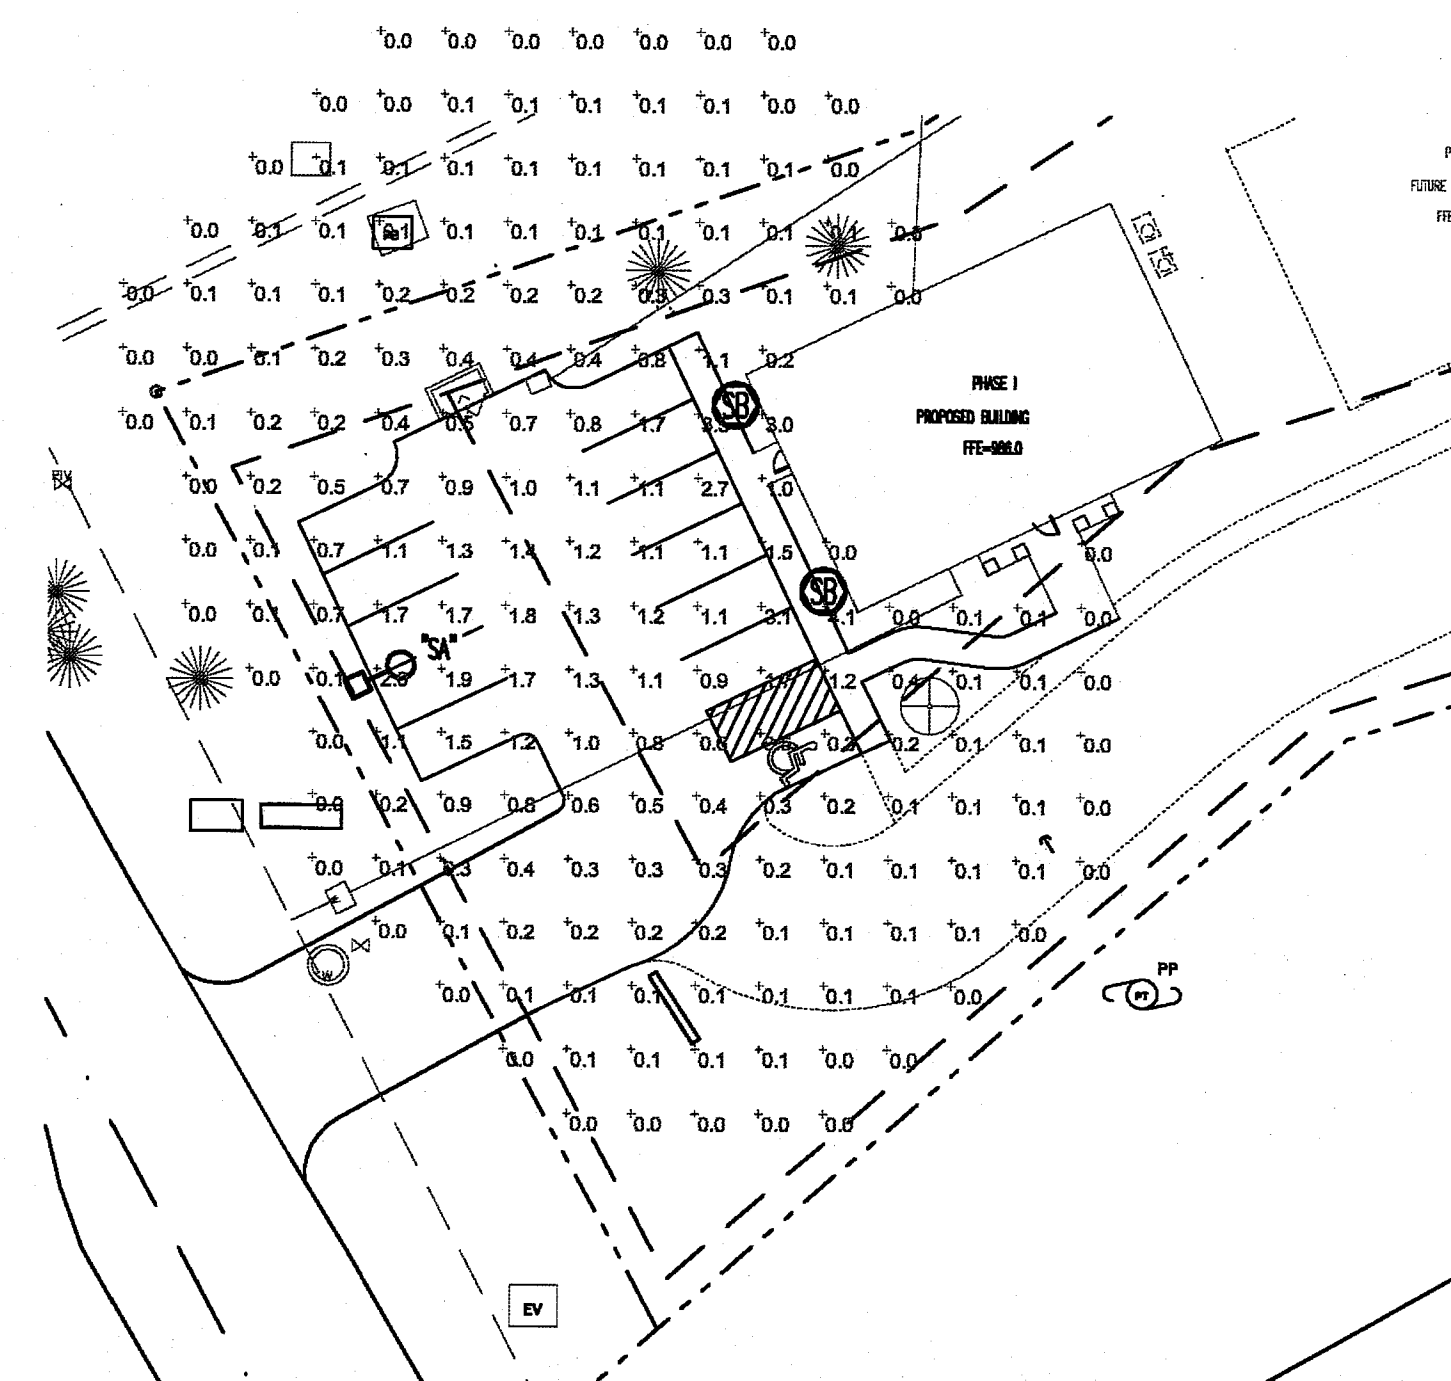 0.0 0.0 0.0 0.0 0.0 0.0 0.0
0.0 0.0 0.1 0.1 0.1 0.1 0.1 0.0 0.0
0.0 0.1 0.1 0.1 0.1 0.1 0.1 0.1 0.1 0.0
FUTURE
0.0 0.1 0.1 0.1 0.1 0.1 0.1 0.1 0.1 0.1
0.0 0.1 0.1 0.1 0.2 0.2 0.2 0.2 0.3 0.3 0.1 0.1 0.0
0.0 0.0 0.1 0.2 0.3 0.4 0.4 0.4 0.8 1.1 0.2
PHASE I
PROPOSED BUILDING
FFE=986.0
SB
0.0 0.1 0.2 0.2 0.4 0.7 0.8 1.7 3.0
0.0 0.2 0.5 0.7 0.9 1.0 1.1 1.1 2.7 1.0
0.0 0.1 0.7 1.1 1.3 1.4 1.2 1.1 1.1 1.5 0.0 0.0
SB
0.0 0.1 0.7 1.7 1.7 1.8 1.3 1.2 1.1 3.1 4.1 0.0 0.1 0.1 0.0
"SA"
0.0 0.1 1.9 1.7 1.3 1.1 0.9 1.2 0.4 0.1 0.1 0.0
0.0 1.1 1.5 1.2 1.0 0.8 0.6 0.2 0.1 0.1 0.0
0.0 0.2 0.9 0.8 0.6 0.5 0.4 0.3 0.2 0.1 0.1 0.1 0.0
0.0 0.1 0.3 0.4 0.3 0.3 0.3 0.2 0.1 0.1 0.1 0.1 0.0
0.0 0.1 0.2 0.2 0.2 0.2 0.1 0.1 0.1 0.1 0.0
W
0.0 0.1 0.1 0.1 0.1 0.1 0.1 0.1 0.0
PP
PT
0.0 0.1 0.1 0.1 0.1 0.0 0.0
0.0 0.0 0.0 0.0 0.0
EV